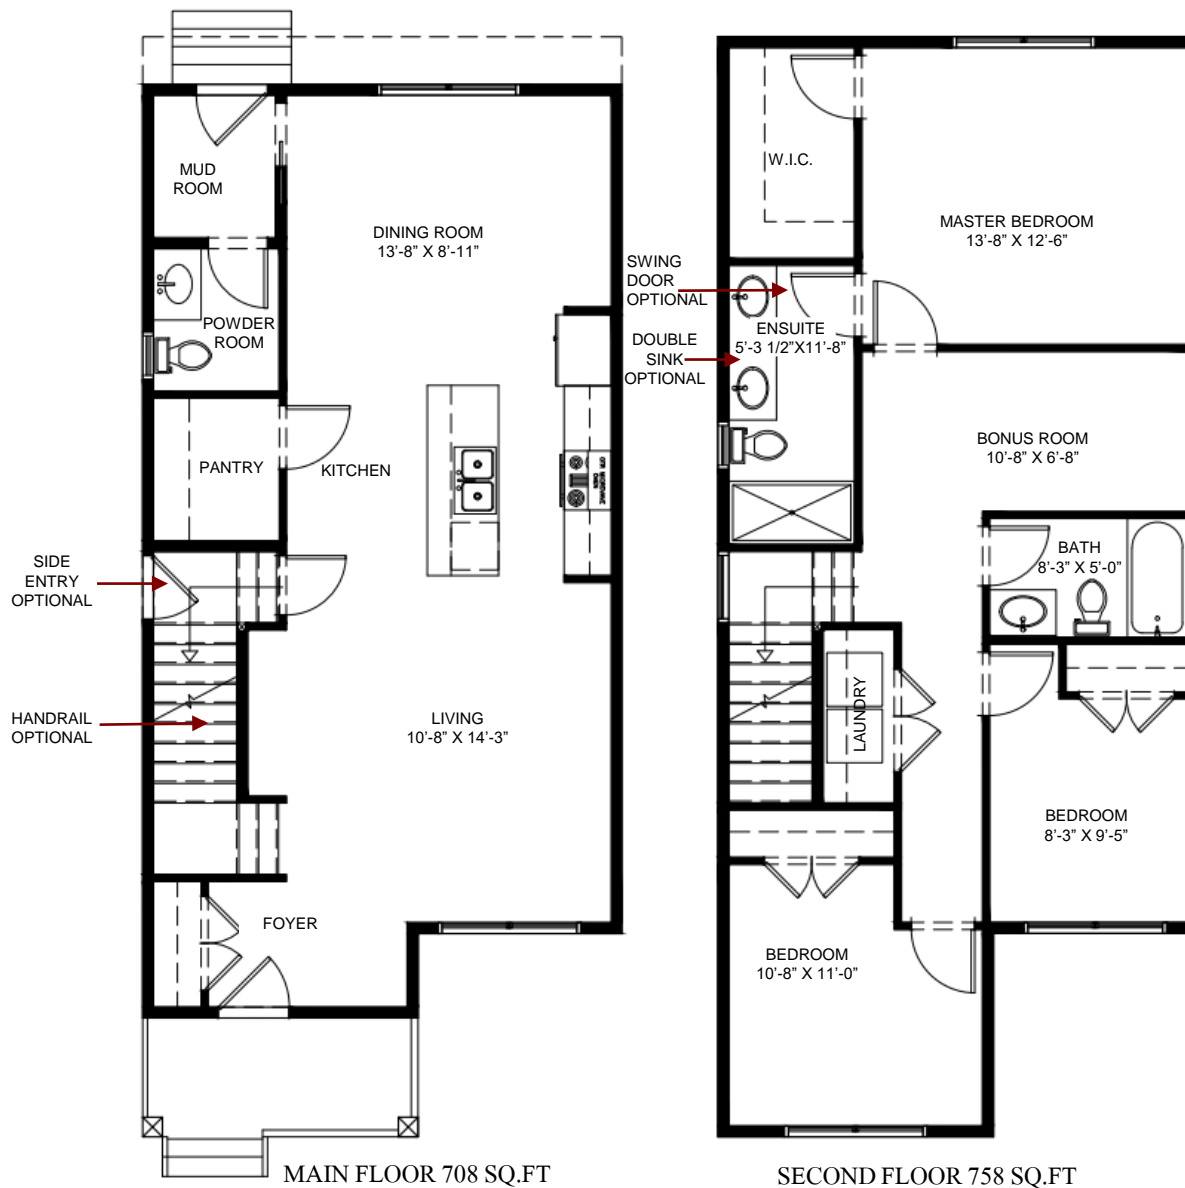 MUD
ROOM
DINING ROOM
13'-8" X 8'-11"
POWDER
ROOM
PANTRY
KITCHEN
SIDE
ENTRY
OPTIONAL
HANDRAIL
OPTIONAL
LIVING
10'-8" X 14'-3"
FOYER
MAIN FLOOR 708 SQ.FT
W.I.C.
MASTER BEDROOM
13'-8" X 12'-6"
SWING
DOOR
OPTIONAL
DOUBLE
SINK
OPTIONAL
ENSUITE
5'-3 1/2"X11'-8"
BONUS ROOM
10'-8" X 6'-8"
BATH
8'-3" X 5'-0"
LAUNDRY
BEDROOM
8'-3" X 9'-5"
BEDROOM
10'-8" X 11'-0"
SECOND FLOOR 758 SQ.FT